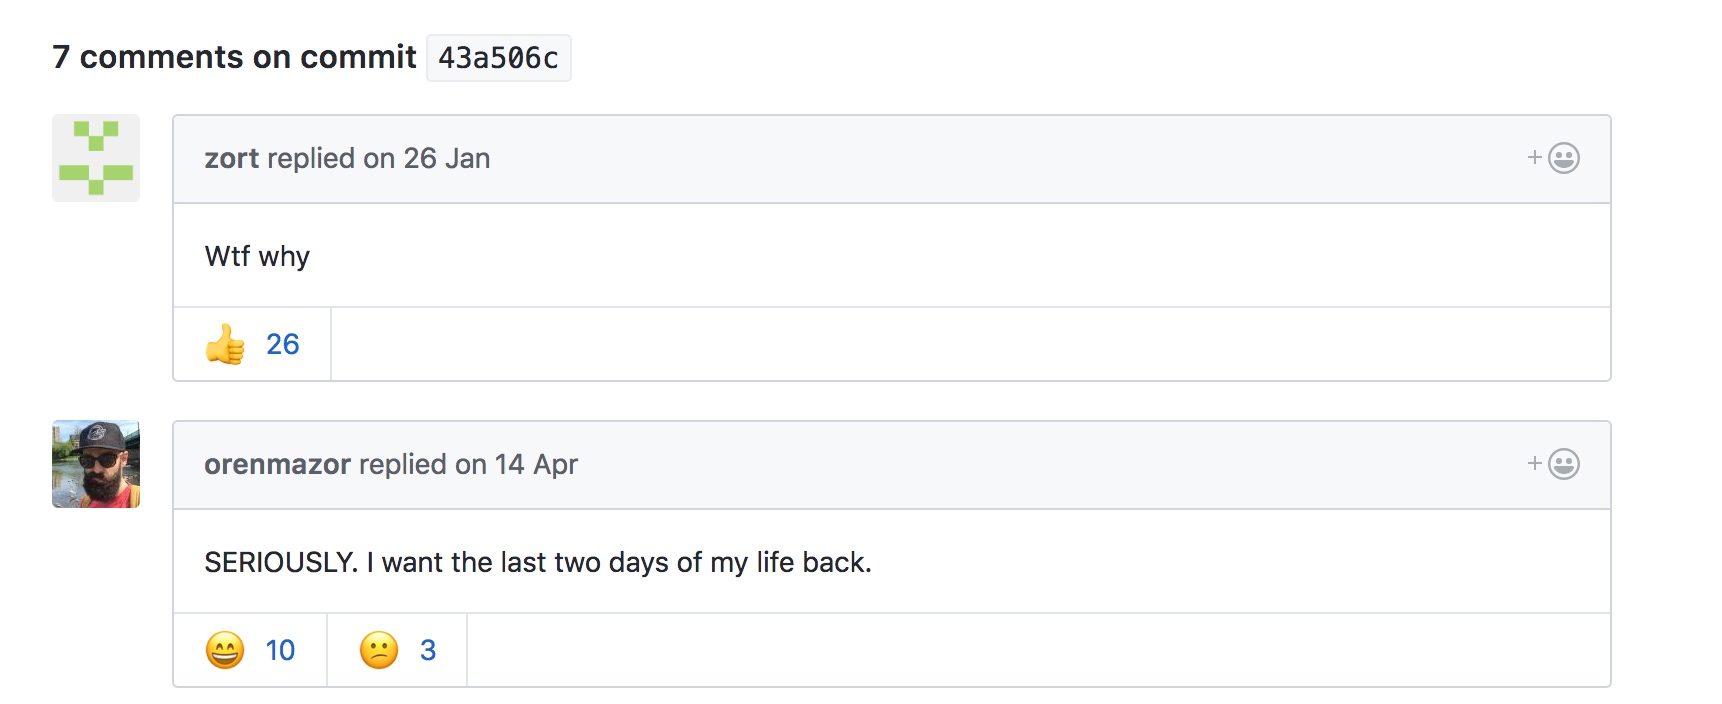 7 comments on commit 43a506c
zort replied on 26 Jan
Wtf why
👍 26
orenmazor replied on 14 Apr
SERIOUSLY. I want the last two days of my life back.
😄 10 😕 3